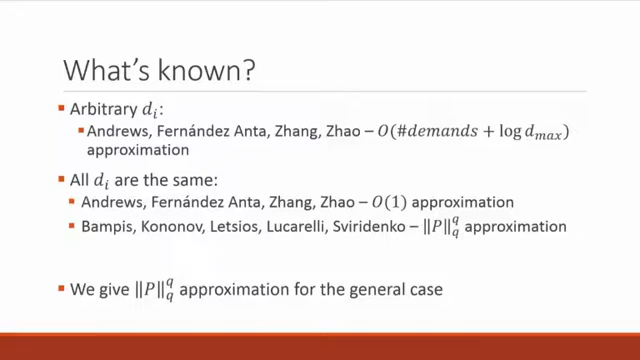 What's known?
Arbitrary $d_i$:
Andrews, Fernández Anta, Zhang, Zhao – $O(\#demands + \log d_{max})$
approximation
All $d_i$ are the same:
Andrews, Fernández Anta, Zhang, Zhao – $O(1)$ approximation
Bampis, Kononov, Letsios, Lucarelli, Sviridenko – $\|P\|_q^q$ approximation
We give $\|P\|_q^q$ approximation for the general case